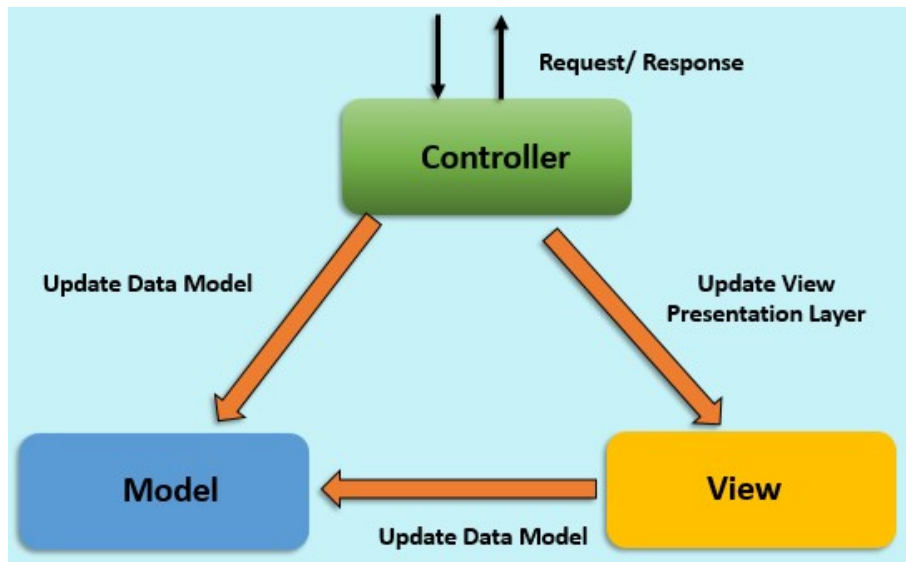 Request/ Response
Controller
Update Data Model
Update View
Presentation Layer
Model
View
Update Data Model